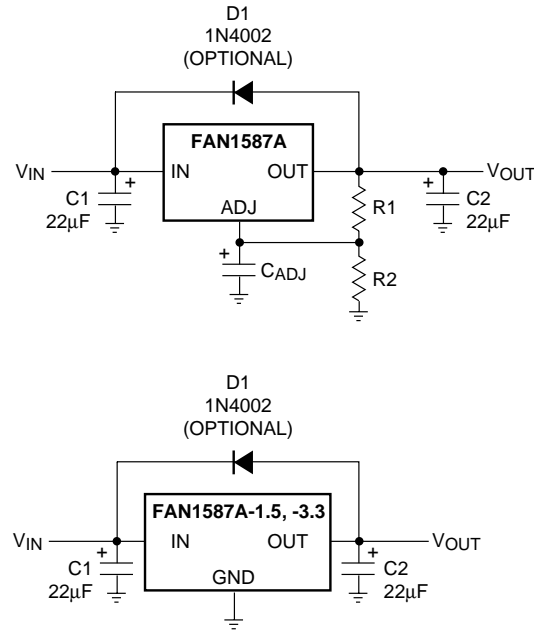 D1
1N4002
(OPTIONAL)
FAN1587A
VIN
IN
OUT
VOUT
C1
22µF
+
ADJ
R1
+
C2
22µF
+
CADJ
R2
D1
1N4002
(OPTIONAL)
FAN1587A-1.5, -3.3
VIN
IN
OUT
VOUT
C1
22µF
+
GND
+
C2
22µF